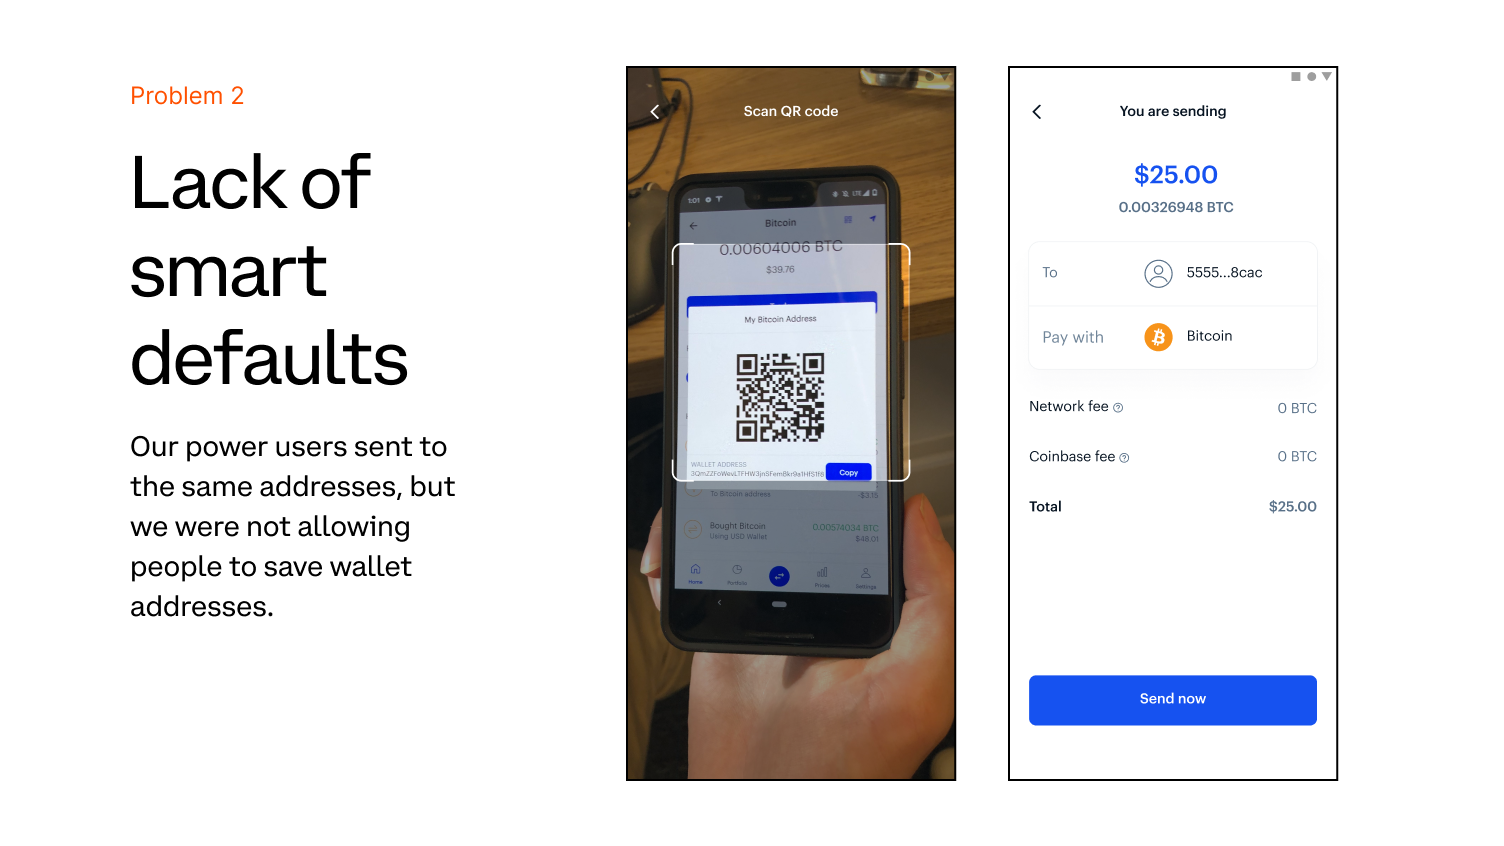 Problem 2
Lack of
smart
defaults
Our power users sent to
the same addresses, but
we were not allowing
people to save wallet
addresses.
Scan QR code
1:01
LTE
Bitcoin
0.00604006 BTC
$39.76
My Bitcoin Address
WALLET ADDRESS
Copy
To Bitcoin address
-$3.15
Bought Bitcoin
0.00574034 BTC
Using USD Wallet
$48.01
Home
Portfolio
Prices
Settings
You are sending
$25.00
0.00326948 BTC
To
5555...8cac
Pay with
Bitcoin
Network fee
0 BTC
Coinbase fee
0 BTC
Total
$25.00
Send now